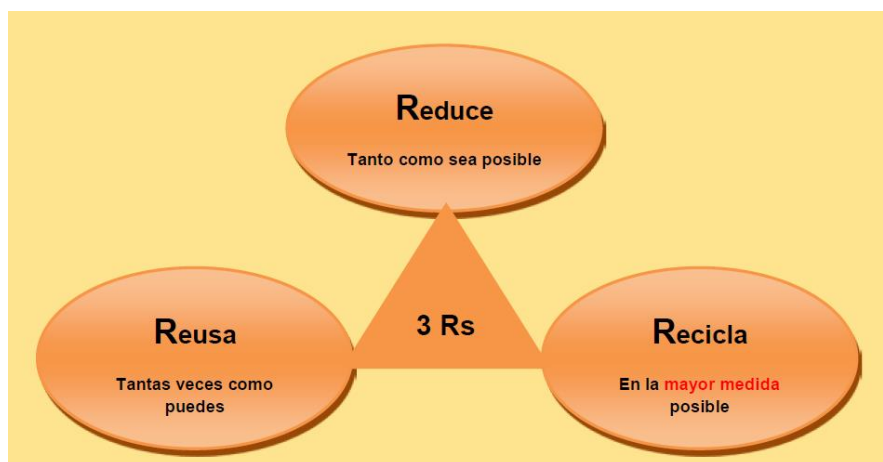 Reduce
Tanto como sea posible
3 Rs
Reusa
Tantas veces como
puedes
Recicla
En la mayor medida
posible